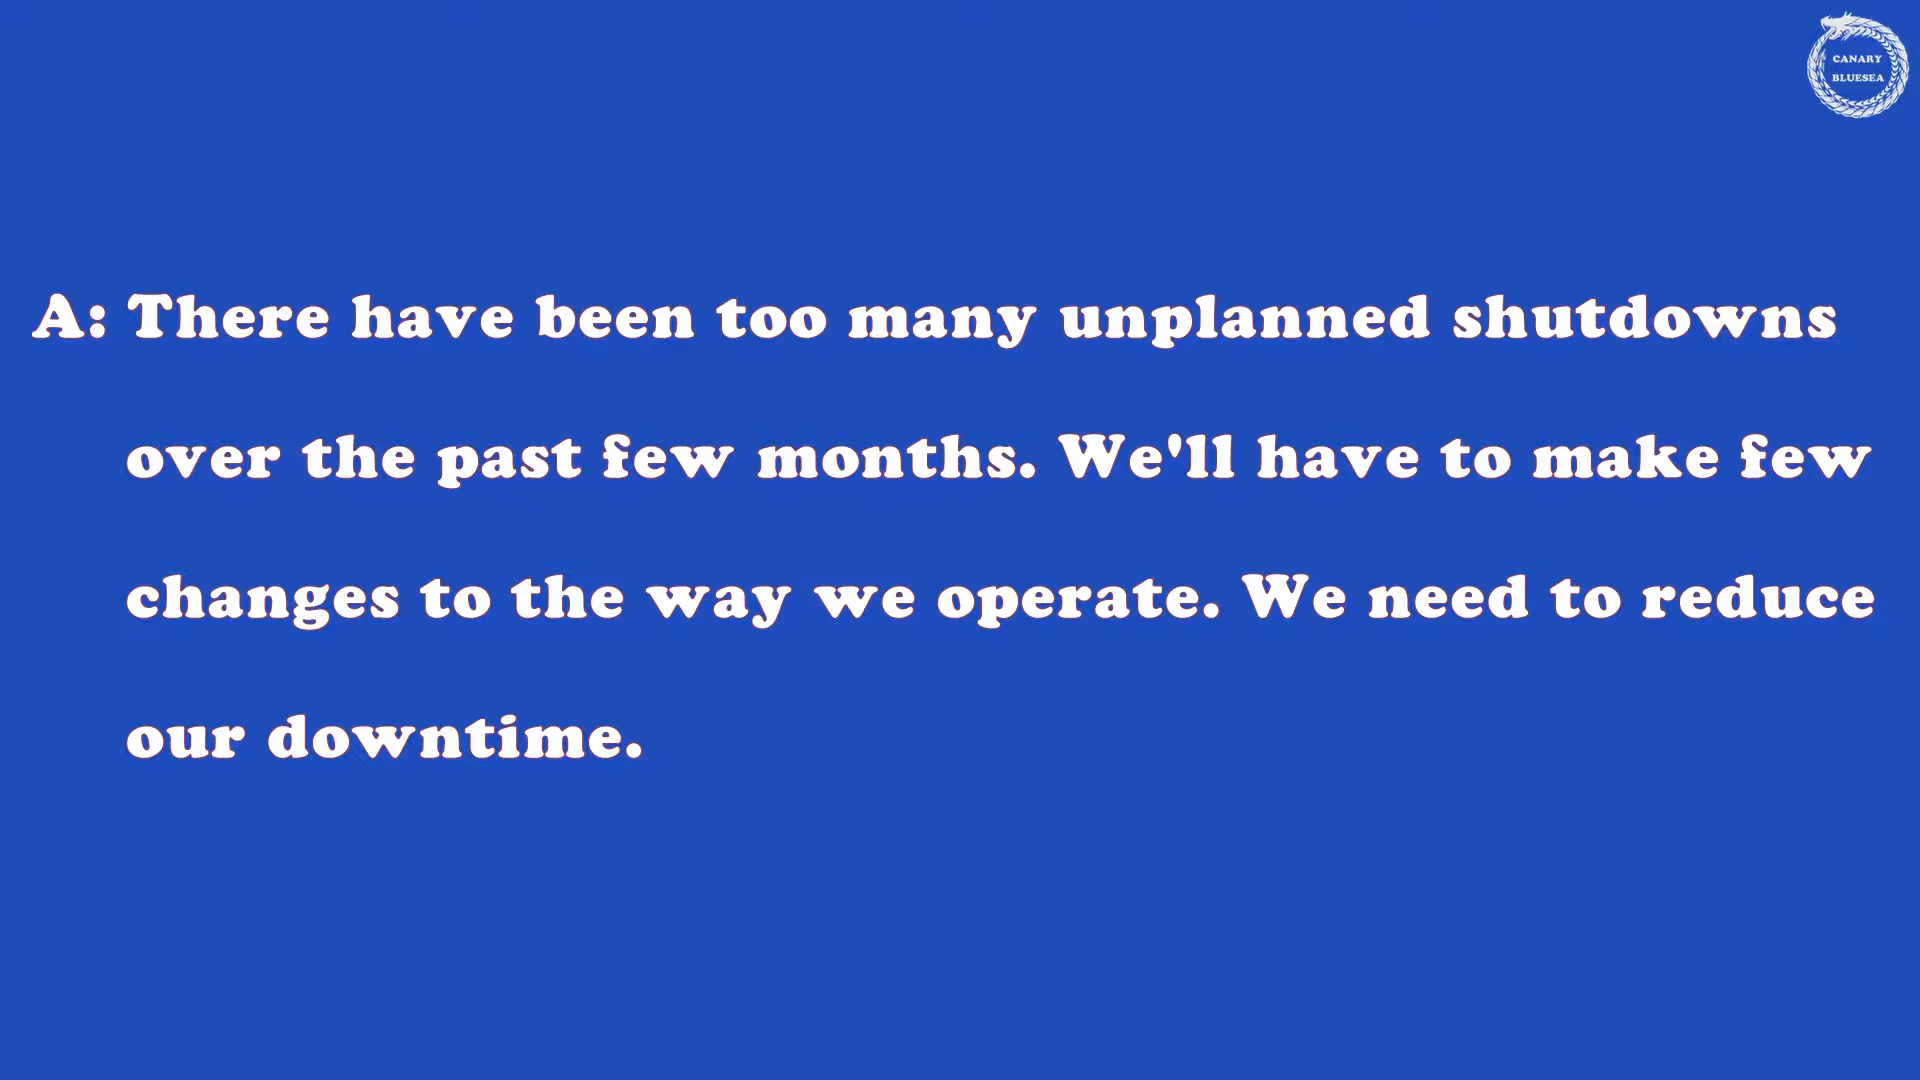 CANARY
BLUESEA
A: There have been too many unplanned shutdowns
over the past few months. We'll have to make few
changes to the way we operate. We need to reduce
our downtime.